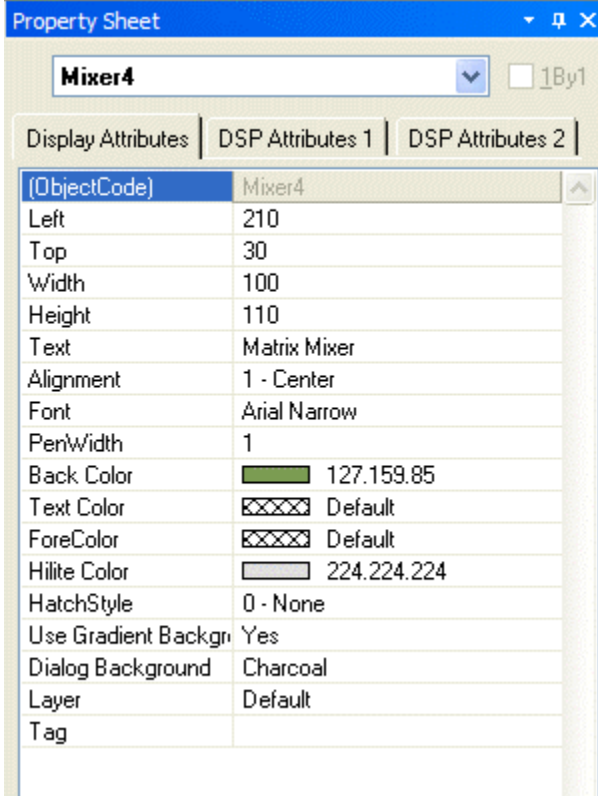 Property Sheet
Mixer4
1By1
Display Attributes DSP Attributes 1 DSP Attributes 2
(ObjectCode) Mixer4
Left 210
Top 30
Width 100
Height 110
Text Matrix Mixer
Alignment 1 - Center
Font Arial Narrow
PenWidth 1
Back Color 127.159.85
Text Color Default
ForeColor Default
Hilite Color 224.224.224
HatchStyle 0 - None
Use Gradient Backgr Yes
Dialog Background Charcoal
Layer Default
Tag